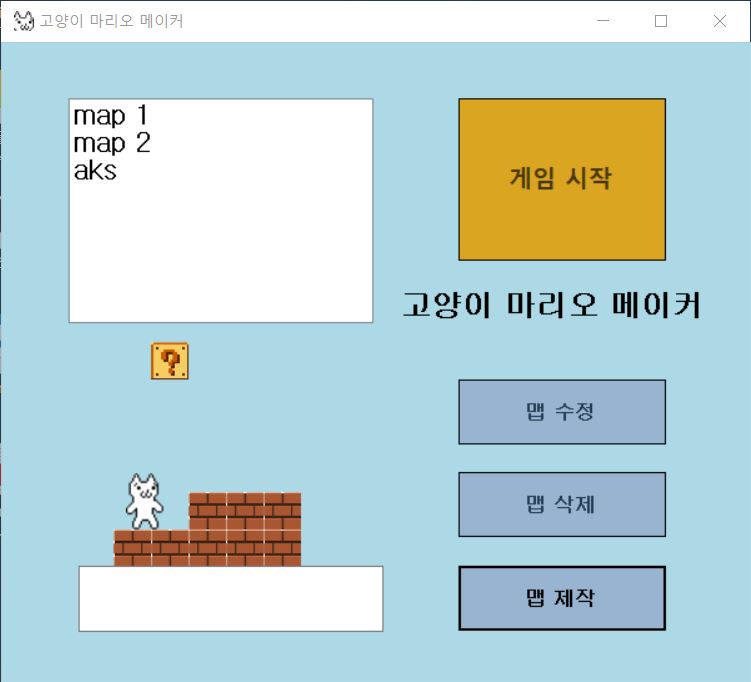 고양이 마리오 메이커
map 1
map 2
aks
게임 시작
고양이 마리오 메이커
?
맵 수정
맵 삭제
맵 제작